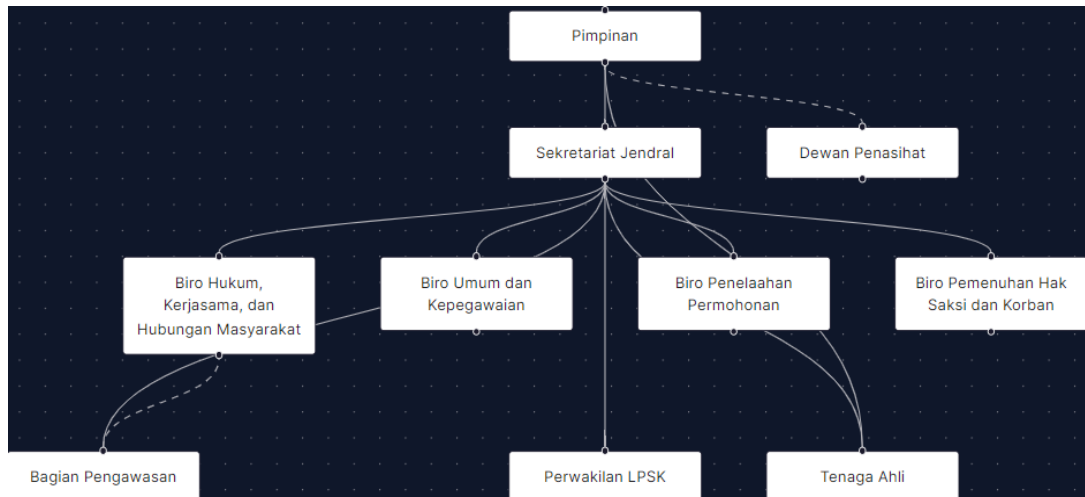 Pimpinan
Sekretariat Jendral
Dewan Penasihat
Biro Hukum,
Kerjasama, dan
Hubungan Masyarakat
Biro Umum dan
Kepegawaian
Biro Penelaahan
Permohonan
Biro Pemenuhan Hak
Saksi dan Korban
Bagian Pengawasan
Perwakilan LPSK
Tenaga Ahli